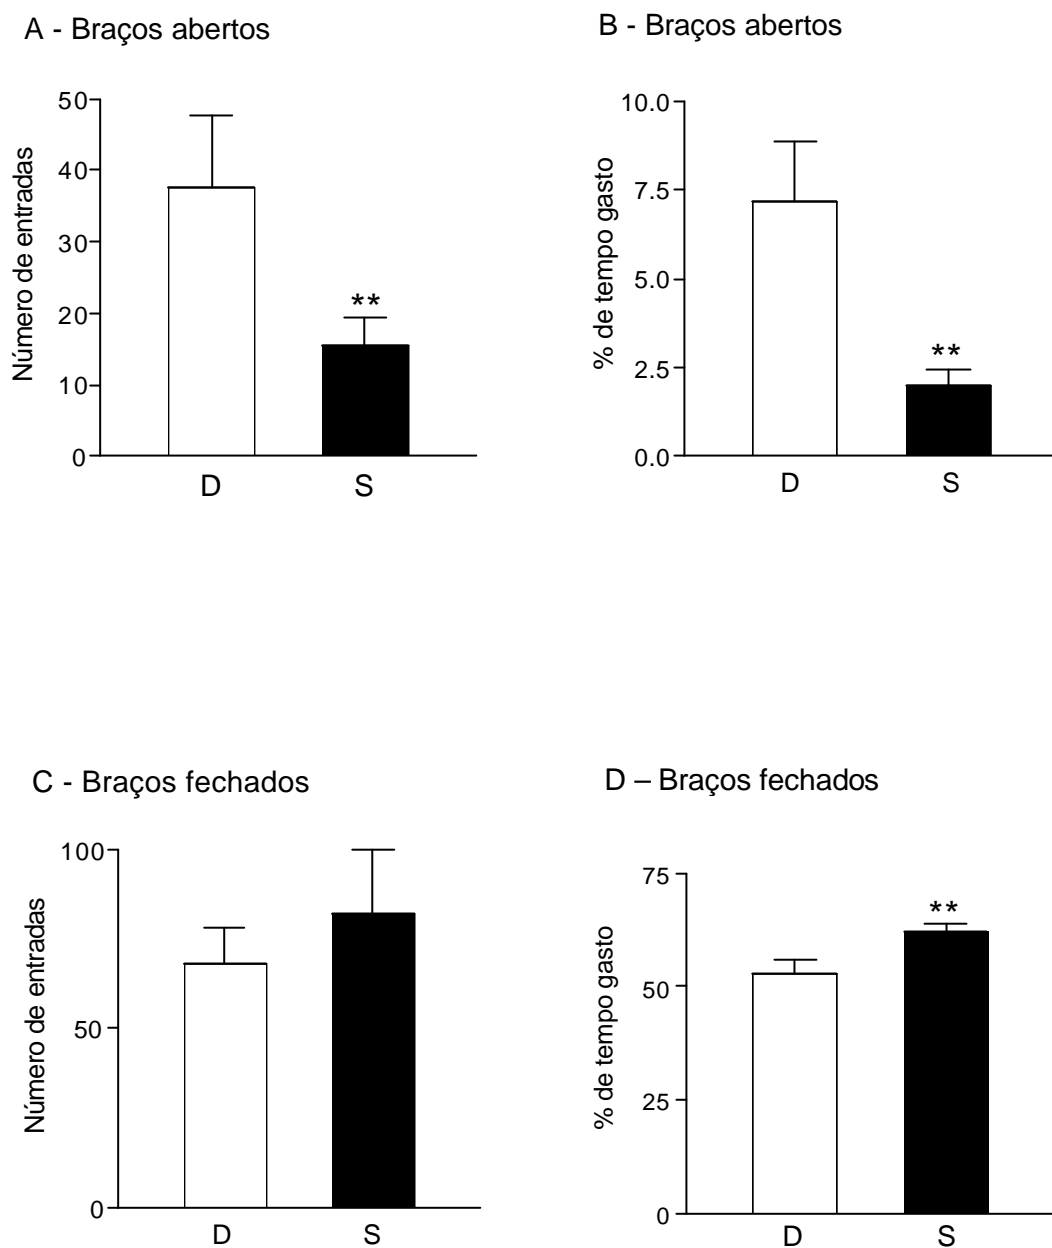 A - Braços abertos
Número de entradas
50
40
30
20
10
0
**
D S
B - Braços abertos
% de tempo gasto
10.0
7.5
5.0
2.5
0.0
**
D S
C - Braços fechados
Número de entradas
100
50
0
D S
D – Braços fechados
% de tempo gasto
75
50
25
0
**
D S